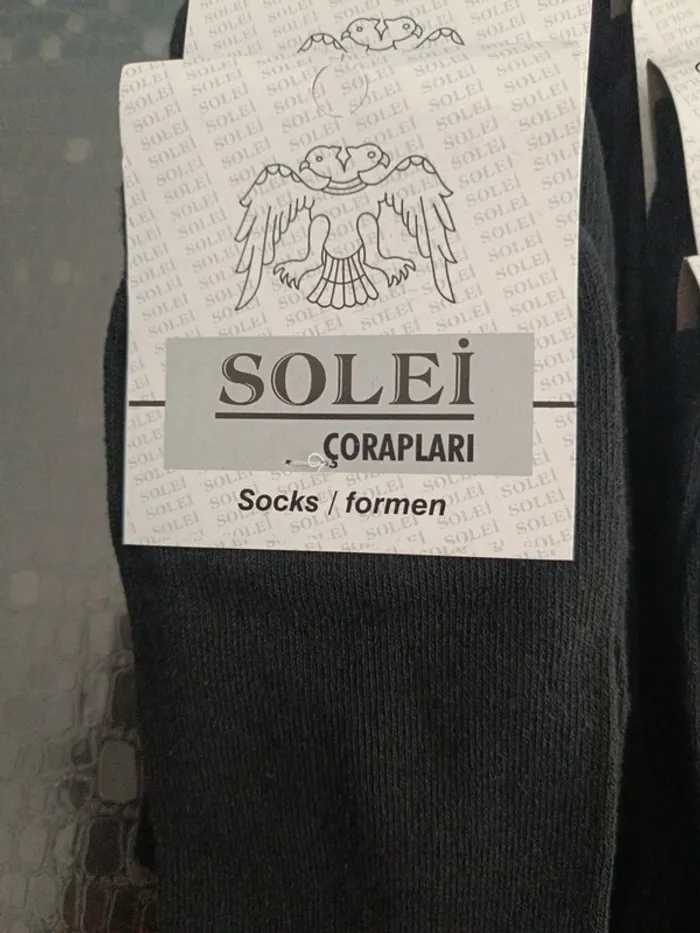 SOLEİ
ÇORAPLARI
Socks / formen